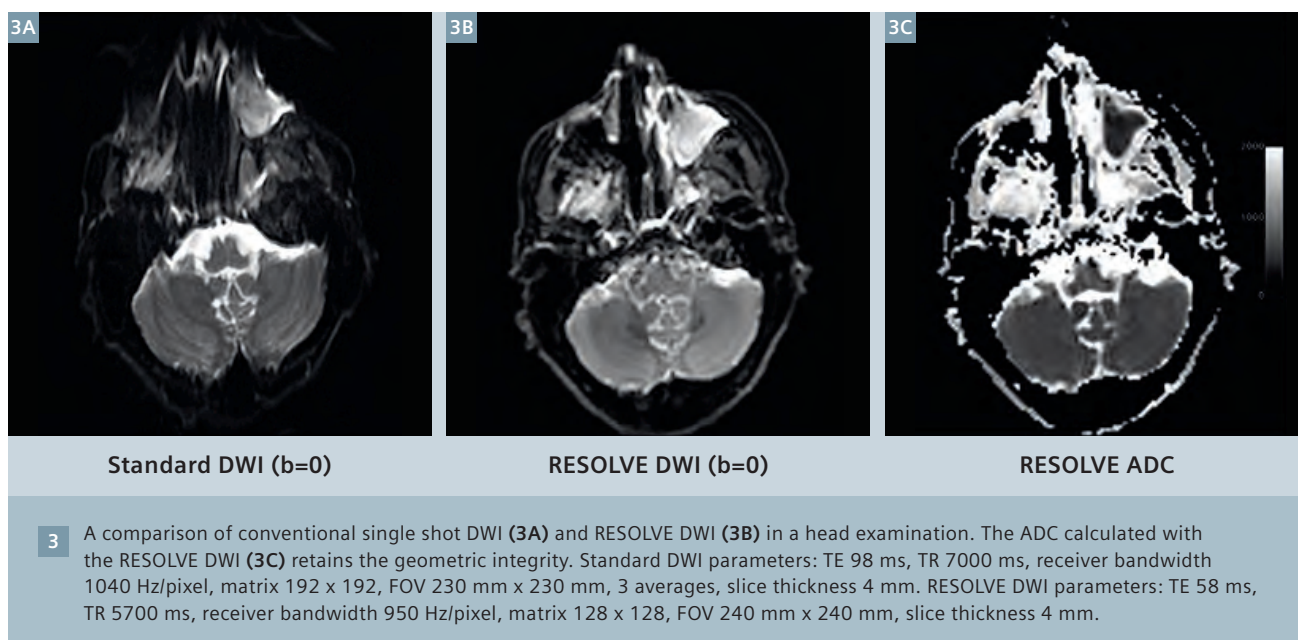 3A
3B
3C
2000
1000
0
Standard DWI (b=0)
RESOLVE DWI (b=0)
RESOLVE ADC
3
A comparison of conventional single shot DWI (3A) and RESOLVE DWI (3B) in a head examination. The ADC calculated with
the RESOLVE DWI (3C) retains the geometric integrity. Standard DWI parameters: TE 98 ms, TR 7000 ms, receiver bandwidth
1040 Hz/pixel, matrix 192 x 192, FOV 230 mm x 230 mm, 3 averages, slice thickness 4 mm. RESOLVE DWI parameters: TE 58 ms,
TR 5700 ms, receiver bandwidth 950 Hz/pixel, matrix 128 x 128, FOV 240 mm x 240 mm, slice thickness 4 mm.